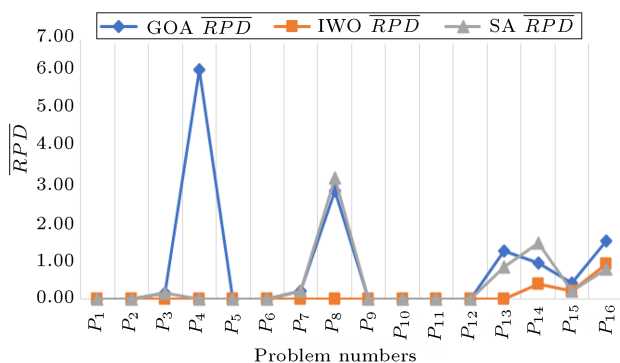 GOA RPD IWO RPD SA RPD
7.00
6.00
5.00
4.00
3.00
2.00
1.00
0.00
RPD
P1 P2 P3 P4 P5 P6 P7 P8 P9 P10 P11 P12 P13 P14 P15 P16
Problem numbers